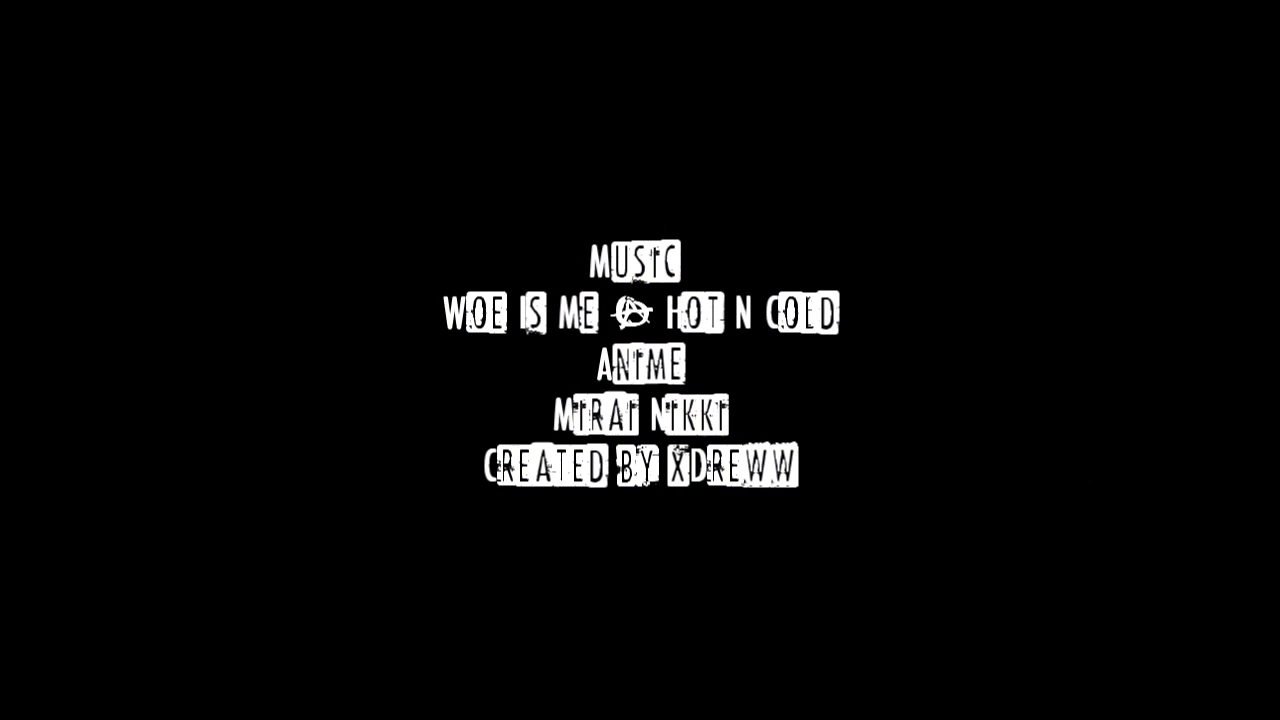 MUSIC
WOE IS ME Ⓐ HOT N COLD
ANIME
MIRAI NIKKI
CREATED BY XDREWW